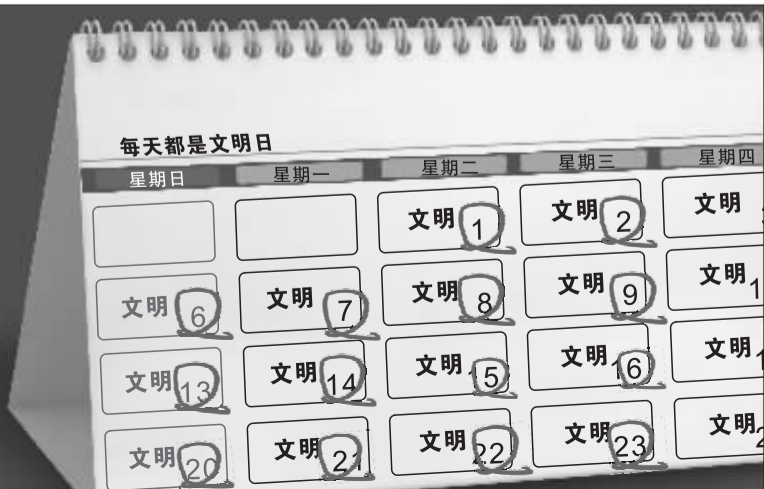 每天都是文明日
星期日 星期一 星期二 星期三 星期四
文明 1 文明 2 文明
文明 6 文明 7 文明 8 文明 9 文明 1
文明 13 文明 14 文明 15 文明 16 文明 1
文明 20 文明 21 文明 22 文明 23 文明 2